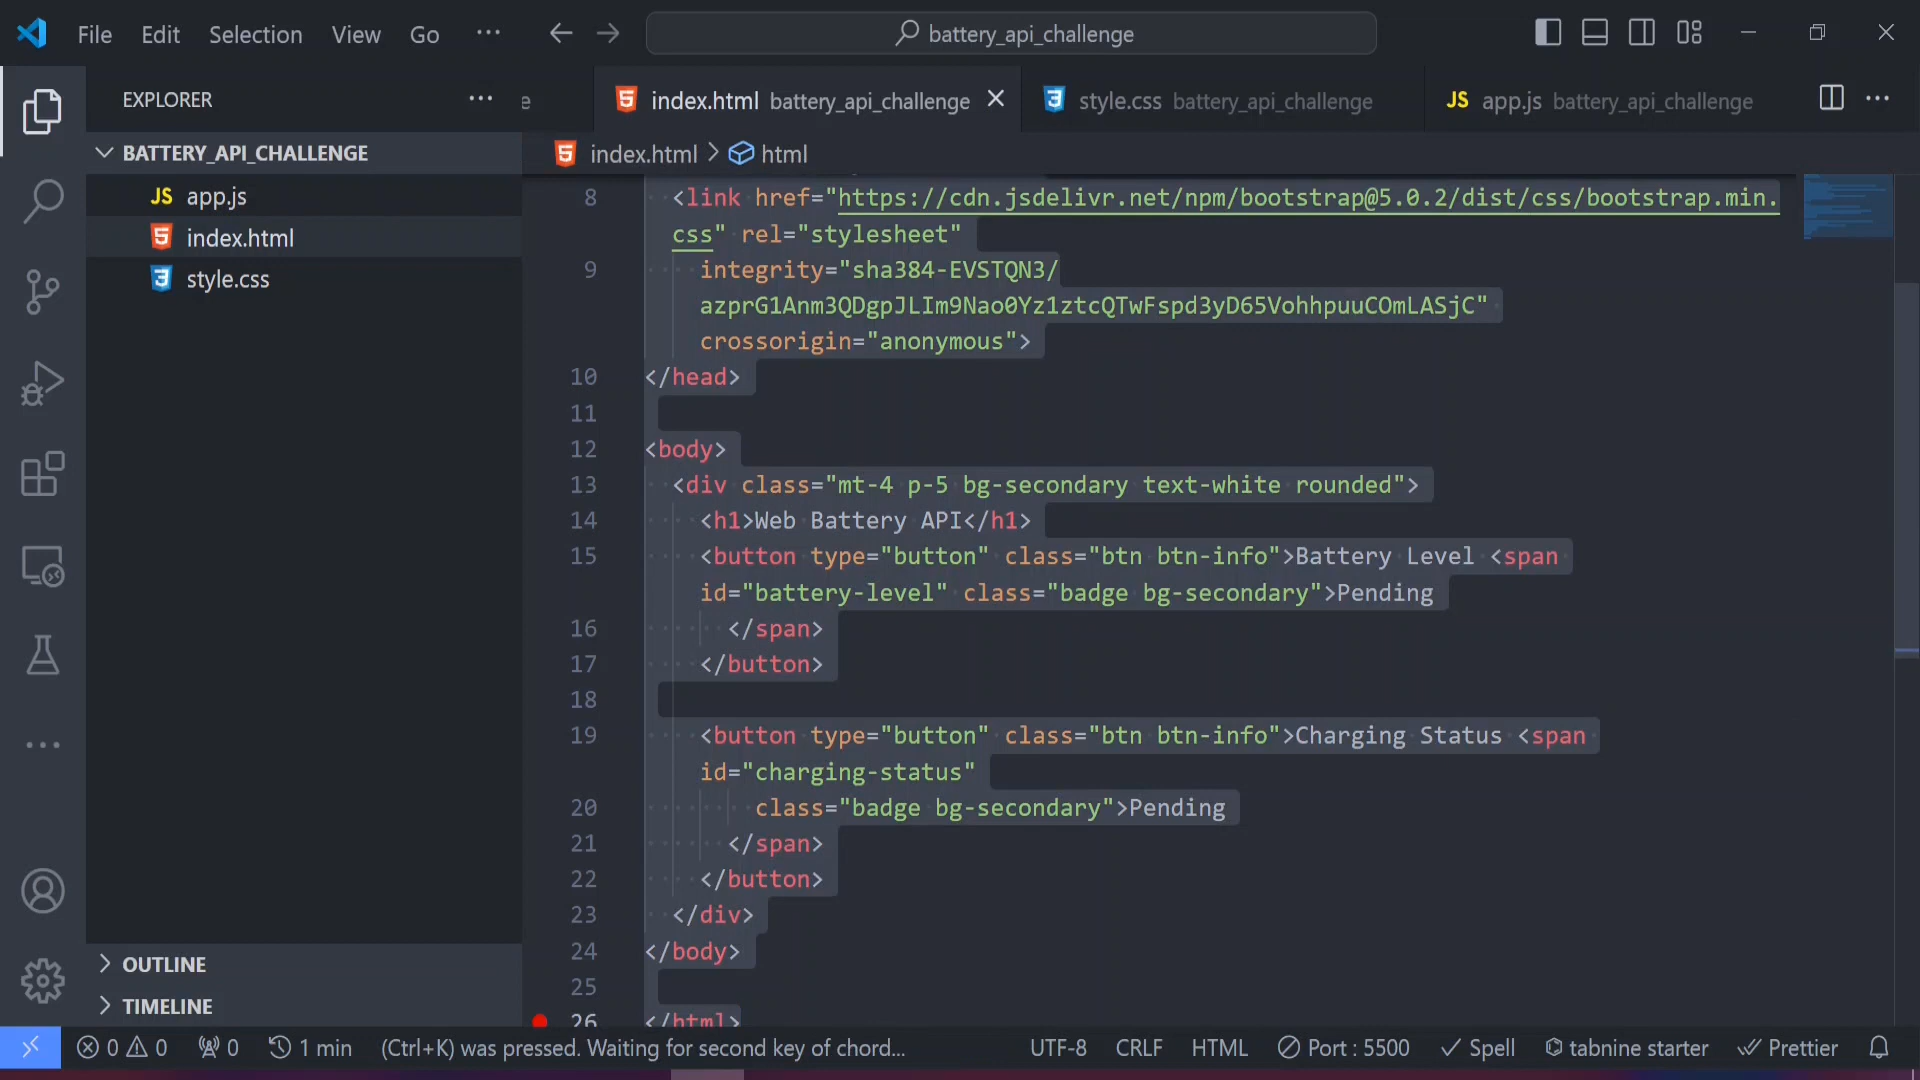 File Edit Selection View Go ··· battery_api_challenge
EXPLORER ··· e index.html battery_api_challenge style.css battery_api_challenge JS app.js battery_api_challenge ···
BATTERY_API_CHALLENGE
JS app.js
index.html
style.css
index.html > html
8 <link href="https://cdn.jsdelivr.net/npm/bootstrap@5.0.2/dist/css/bootstrap.min.
css" rel="stylesheet"
9 integrity="sha384-EVSTQN3/
azprG1Anm3QDgpJLIm9Nao0Yz1ztcQTwFspd3yD65VohhpuuCOmLASjC"
crossorigin="anonymous">
10 </head>
11
12 <body>
13 <div class="mt-4 p-5 bg-secondary text-white rounded">
14 <h1>Web Battery API</h1>
15 <button type="button" class="btn btn-info">Battery Level <span
id="battery-level" class="badge bg-secondary">Pending
16 </span>
17 </button>
18
19 <button type="button" class="btn btn-info">Charging Status <span
id="charging-status"
20 class="badge bg-secondary">Pending
21 </span>
22 </button>
23 </div>
24 </body>
25
26 </html>
OUTLINE
TIMELINE
0 0 0 1 min (Ctrl+K) was pressed. Waiting for second key of chord... UTF-8 CRLF HTML Port : 5500 Spell tabnine starter Prettier